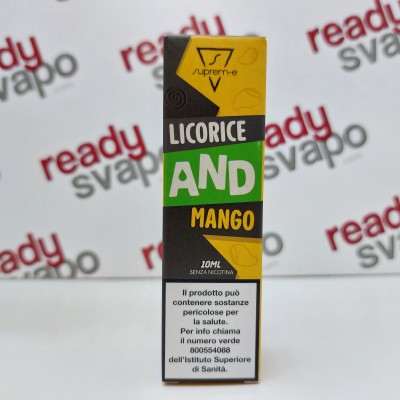 ready
svapo
ready
svapo
ready
svapo
ready
svapo
ready
svapo
ready
S
suprem-e
LICORICE
AND
MANGO
10ML
SENZA NICOTINA
Il prodotto può
contenere sostanze
pericolose per
la salute.
Per info chiama
il numero verde
800554088
dell'Istituto Superiore
di Sanità.